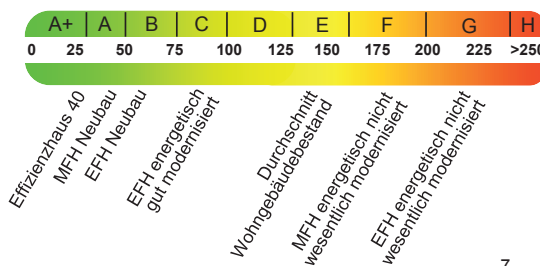 A+ A B C D E F G H
0 25 50 75 100 125 150 175 200 225 >250
Effizienzhaus 40
MFH Neubau
EFH Neubau
EFH energetisch
gut modernisiert
Durchschnitt
Wohngebäudebestand
MFH energetisch nicht
wesentlich modernisiert
EFH energetisch nicht
wesentlich modernisiert
7